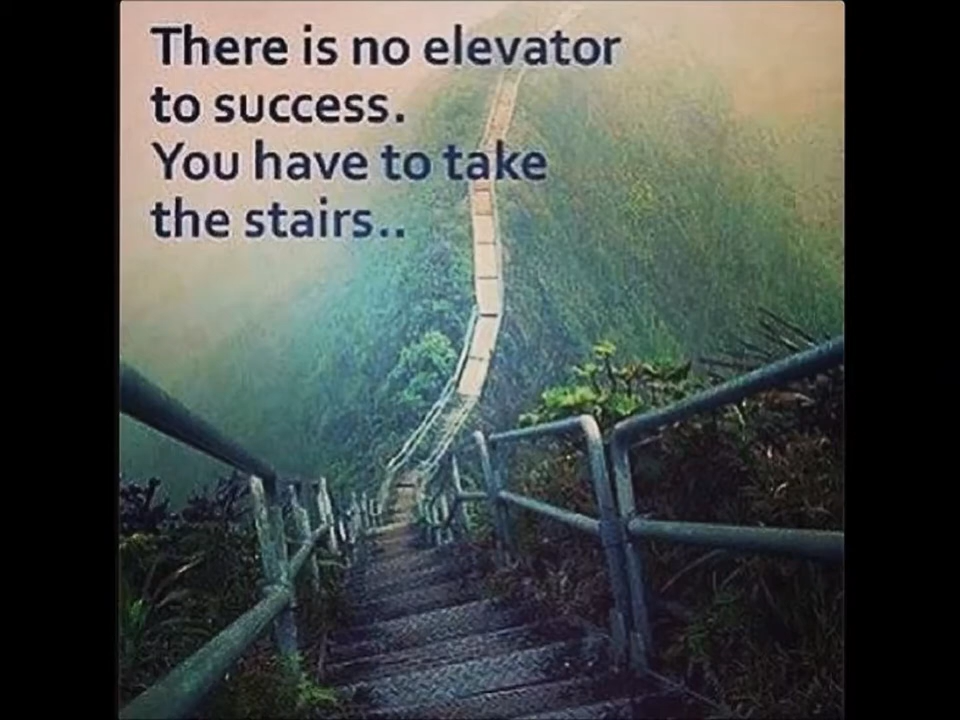 There is no elevator
to success.
You have to take
the stairs..